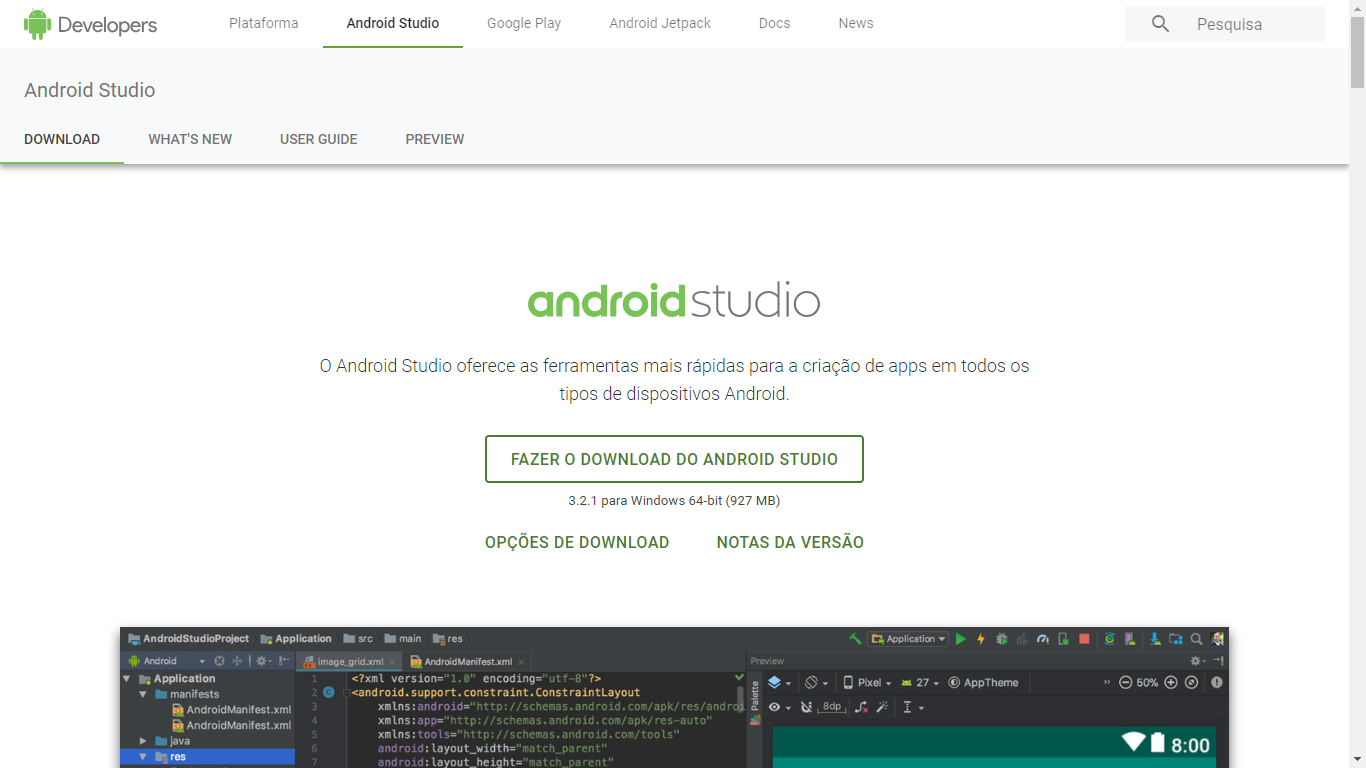 Developers
Plataforma
Android Studio
Google Play
Android Jetpack
Docs
News
Pesquisa
Android Studio
DOWNLOAD
WHAT'S NEW
USER GUIDE
PREVIEW
android studio
O Android Studio oferece as ferramentas mais rápidas para a criação de apps em todos os
tipos de dispositivos Android.
FAZER O DOWNLOAD DO ANDROID STUDIO
3.2.1 para Windows 64-bit (927 MB)
OPÇÕES DE DOWNLOAD
NOTAS DA VERSÃO
AndroidStudioProject
Application
src
main
res
Application
Android
image_grid.xml
AndroidManifest.xml
Preview
Application
manifests
AndroidManifest.xml
AndroidManifest.xml
java
res
1 <?xml version="1.0" encoding="utf-8"?>
2 <android.support.constraint.ConstraintLayout
3 xmlns:android="http://schemas.android.com/apk/res/androi
4 xmlns:app="http://schemas.android.com/apk/res-auto"
5 xmlns:tools="http://schemas.android.com/tools"
6 android:layout_width="match_parent"
7 android:layout_height="match_parent"
Palette
Pixel
27
AppTheme
50%
8dp
8:00